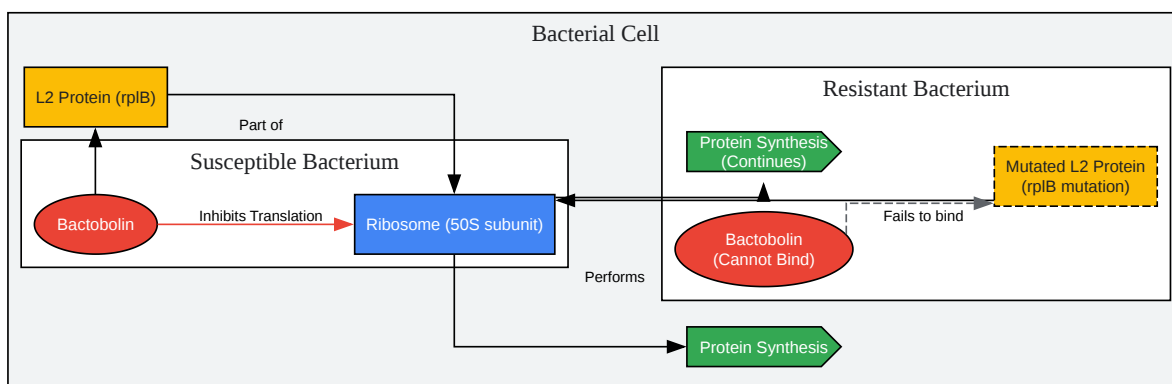 Bacterial Cell
L2 Protein (rplB)
Part of
Susceptible Bacterium
Bactobolin
Inhibits Translation
Ribosome (50S subunit)
Performs
Protein Synthesis
Resistant Bacterium
Protein Synthesis
(Continues)
Mutated L2 Protein
(rplB mutation)
Fails to bind
Bactobolin
(Cannot Bind)